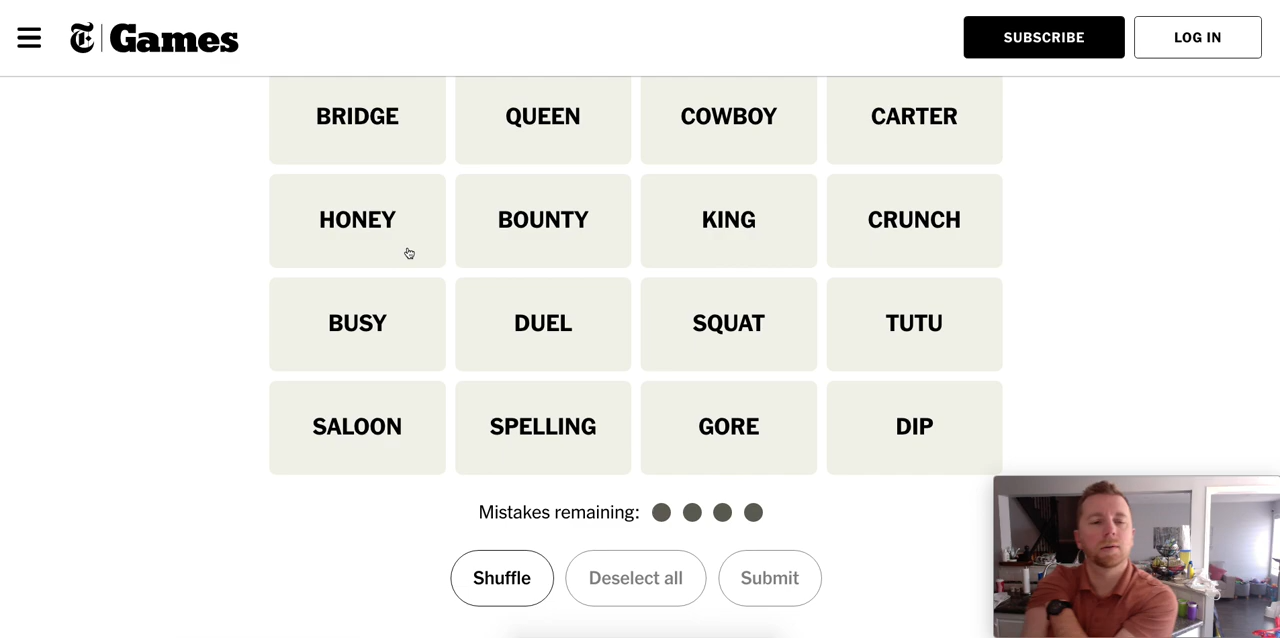 T Games
SUBSCRIBE
LOG IN
BRIDGE QUEEN COWBOY CARTER
HONEY BOUNTY KING CRUNCH
BUSY DUEL SQUAT TUTU
SALOON SPELLING GORE DIP
Mistakes remaining:
Shuffle Deselect all Submit